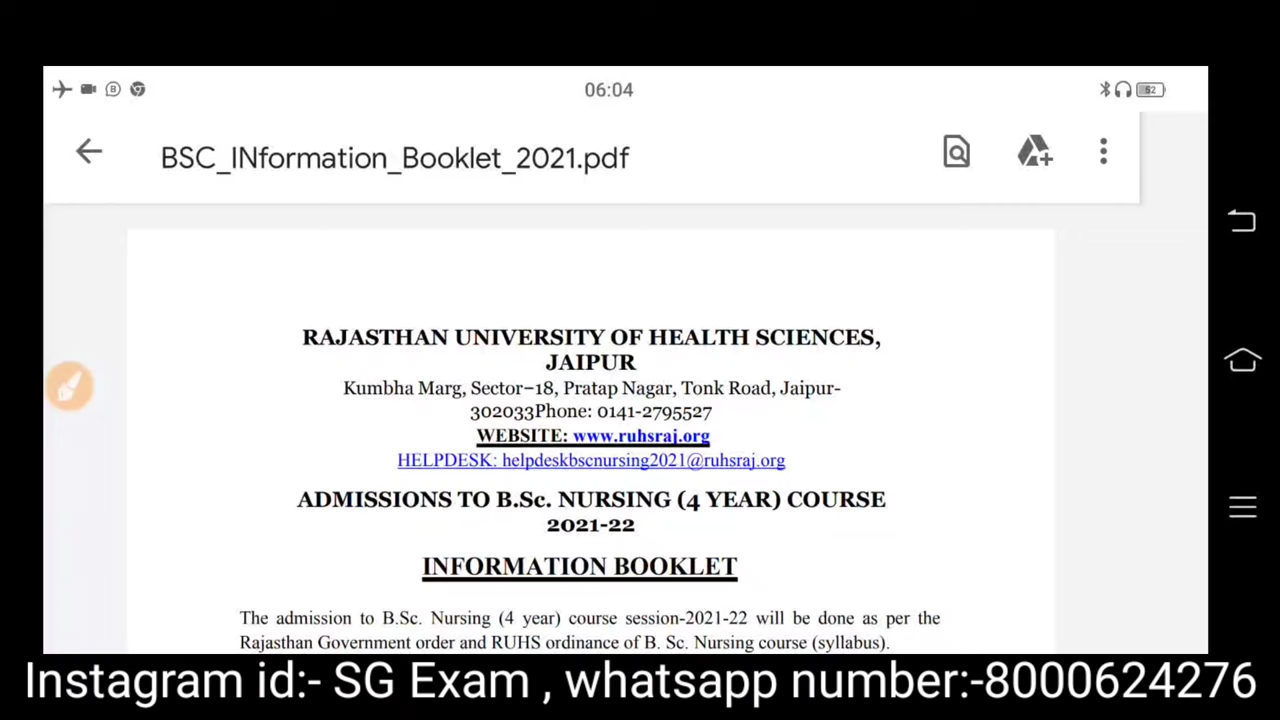 06:04
52
BSC_INformation_Booklet_2021.pdf
RAJASTHAN UNIVERSITY OF HEALTH SCIENCES,
JAIPUR
Kumbha Marg, Sector–18, Pratap Nagar, Tonk Road, Jaipur-
302033Phone: 0141-2795527
WEBSITE: www.ruhsraj.org
HELPDESK: helpdeskbscnursing2021@ruhsraj.org
ADMISSIONS TO B.Sc. NURSING (4 YEAR) COURSE
2021-22
INFORMATION BOOKLET
The admission to B.Sc. Nursing (4 year) course session-2021-22 will be done as per the
Rajasthan Government order and RUHS ordinance of B. Sc. Nursing course (syllabus).
Instagram id:- SG Exam , whatsapp number:-8000624276